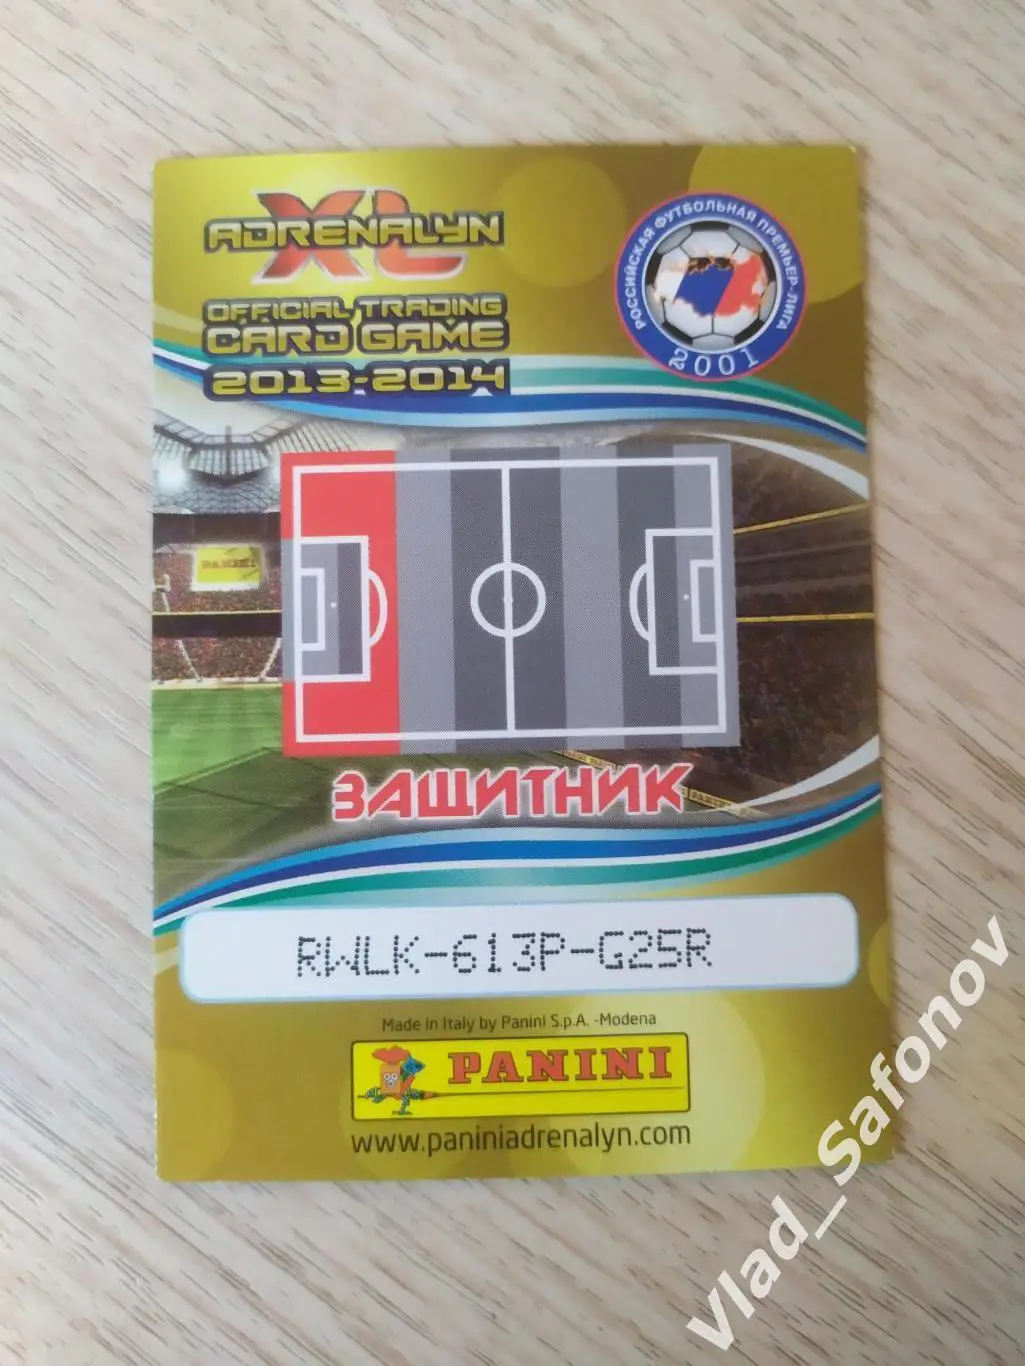 ADRENALYN XL
OFFICIAL TRADING
CARD GAME
2013-2014
РОССИЙСКАЯ ФУТБОЛЬНАЯ ПРЕМЬЕР-ЛИГА
2001
PANINI
PANINI
ЗАЩИТНИК
RWLK-613P-G25R
Made in Italy by Panini S.p.A. -Modena
PANINI
www.paniniadrenalyn.com
Vlad_Safonov